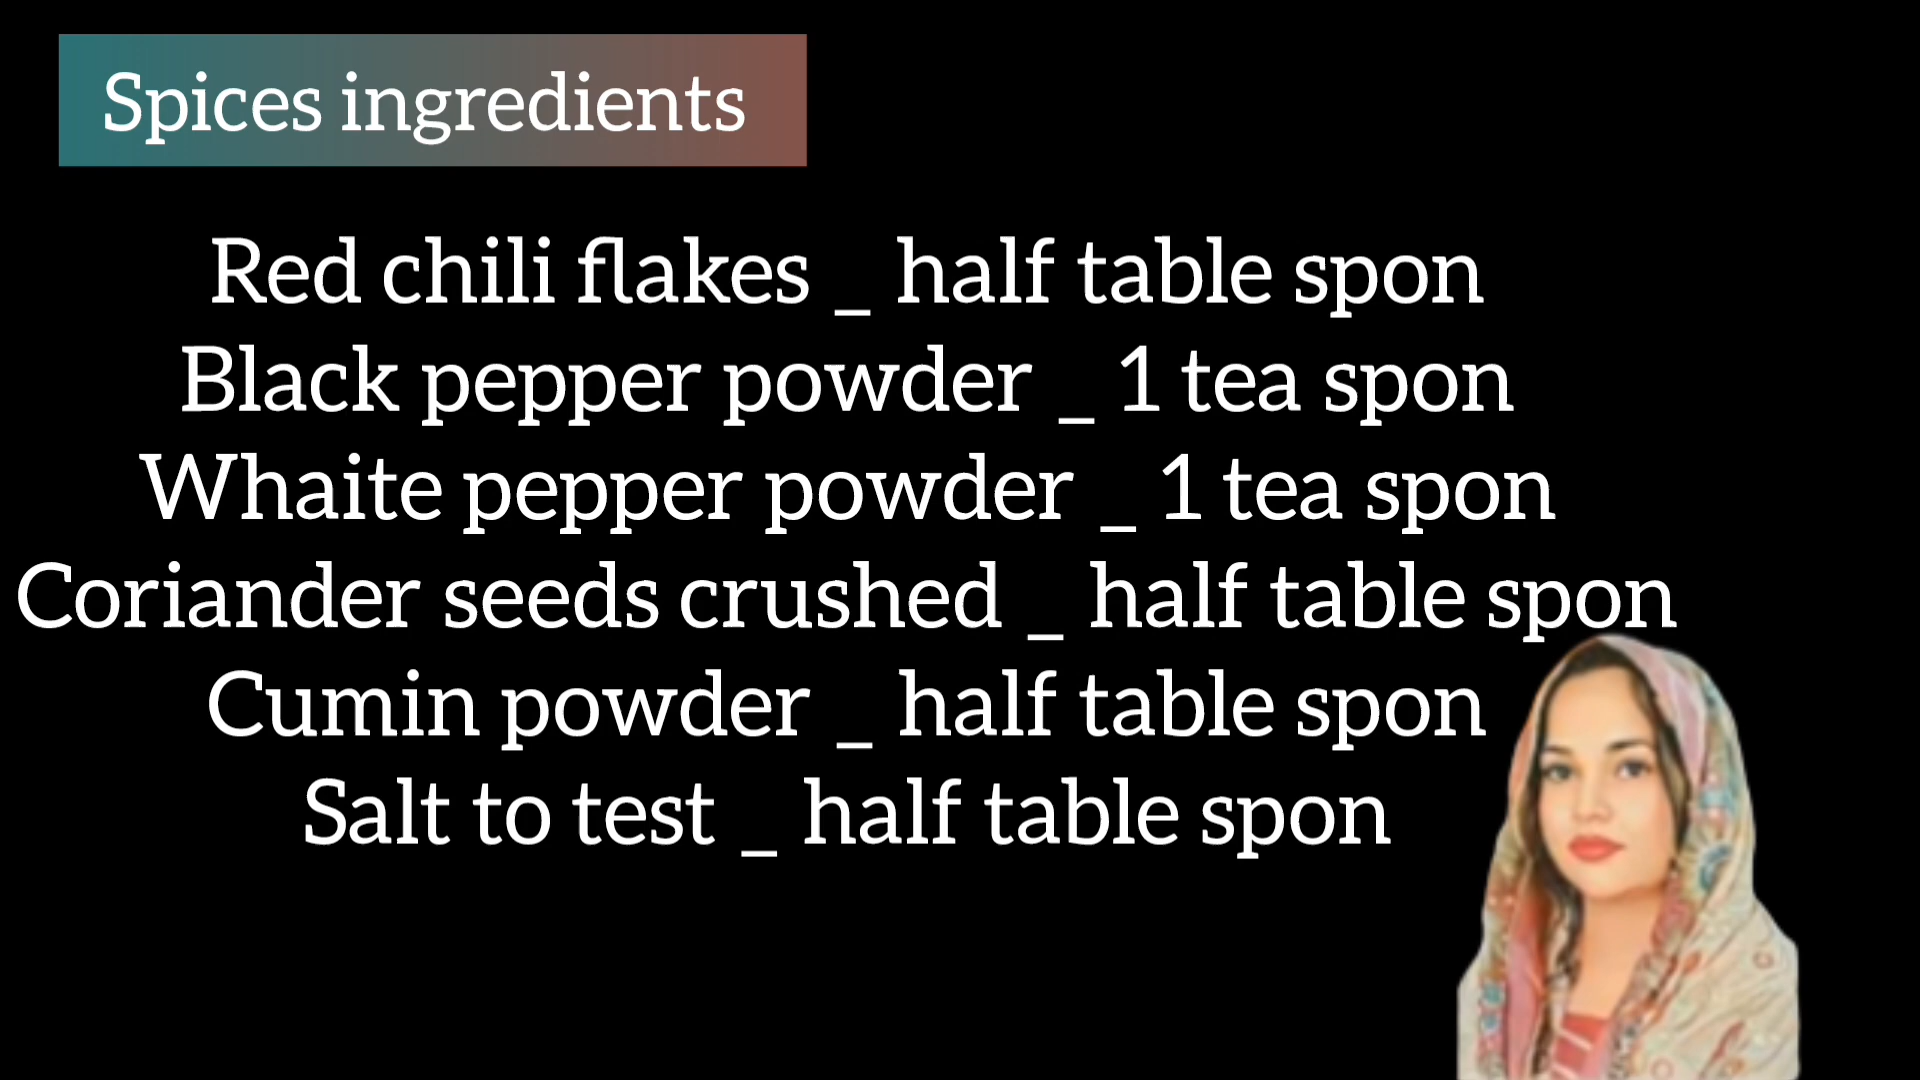 Spices ingredients
Red chili flakes _ half table spon
Black pepper powder _ 1 tea spon
Whaite pepper powder _ 1 tea spon
Coriander seeds crushed _ half table spon
Cumin powder _ half table spon
Salt to test _ half table spon